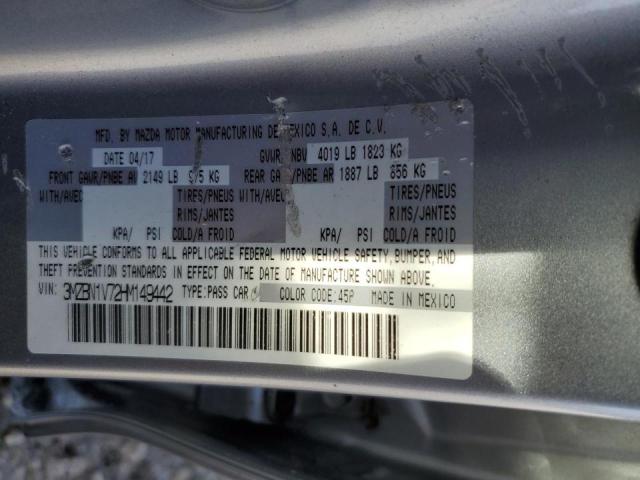 MFD. BY MAZDA MOTOR MANUFACTURING DE MEXICO S.A. DE C.V.
DATE 04/17 GVWR/PNBV 4019 LB 1823 KG
FRONT GAWR/PNBE AV 2149 LB 975 KG REAR GAWR/PNBE AR 1887 LB 856 KG
WITH/AVEC TIRES/PNEUS WITH/AVEC TIRES/PNEUS
RIMS/JANTES RIMS/JANTES
KPA/ PSI COLD/A FROID KPA/ PSI COLD/A FROID
THIS VEHICLE CONFORMS TO ALL APPLICABLE FEDERAL MOTOR VEHICLE SAFETY, BUMPER, AND
THEFT PREVENTION STANDARDS IN EFFECT ON THE DATE OF MANUFACTURE SHOWN ABOVE.
VIN: 3MZBN1V72HM149442 TYPE:PASS CAR COLOR CODE:45P MADE IN MEXICO